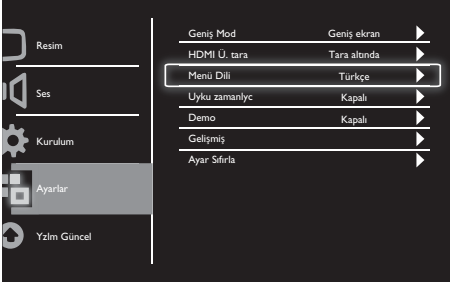 Resim
Ses
Kurulum
Ayarlar
Yzlm Güncel
Geniş Mod Geniş ekran
HDMI Ü. tara Tara altında
Menü Dili Türkçe
Uyku zamanlyc Kapalı
Demo Kapalı
Gelişmiş
Ayar Sıfırla